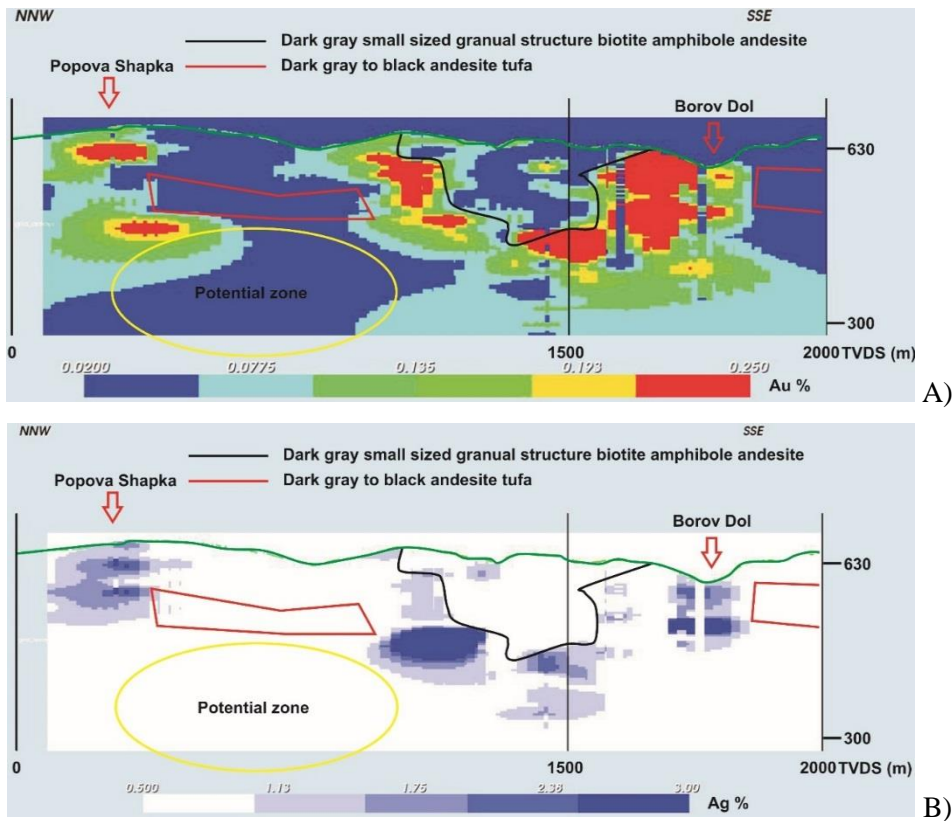 NNW
SSE
Dark gray small sized granual structure biotite amphibole andesite
Popova Shapka
Dark gray to black andesite tufa
Borov Dol
630
Potential zone
300
0
1500
2000 TVDS (m)
0.0200 0.0775 0.135 0.193 0.250
Au %
A)
NNW
SSE
Dark gray small sized granual structure biotite amphibole andesite
Popova Shapka
Dark gray to black andesite tufa
Borov Dol
630
Potential zone
300
0
1500
2000 TVDS (m)
0.500 1.13 1.75 2.38 3.00
Ag %
B)